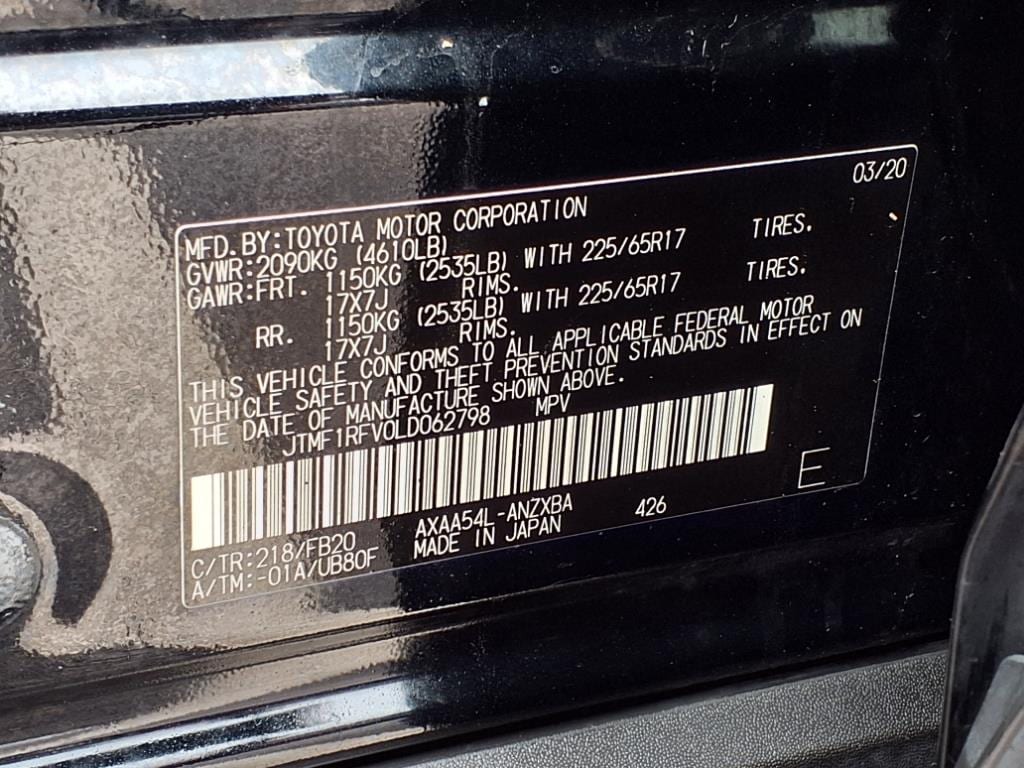 03/20
MFD.BY:TOYOTA MOTOR CORPORATION
GVWR:2090KG (4610LB)
GAWR:FRT. 1150KG (2535LB) WITH 225/65R17 TIRES.
17X7J RIMS.
RR. 1150KG (2535LB) WITH 225/65R17 TIRES.
17X7J RIMS.
THIS VEHICLE CONFORMS TO ALL APPLICABLE FEDERAL MOTOR
VEHICLE SAFETY AND THEFT PREVENTION STANDARDS IN EFFECT ON
THE DATE OF MANUFACTURE SHOWN ABOVE.
JTMF1RFV0LD062798 MPV
C/TR:218/FB20 AXAA54L-ANZXBA 426 E
A/TM:-01A/UB80F MADE IN JAPAN